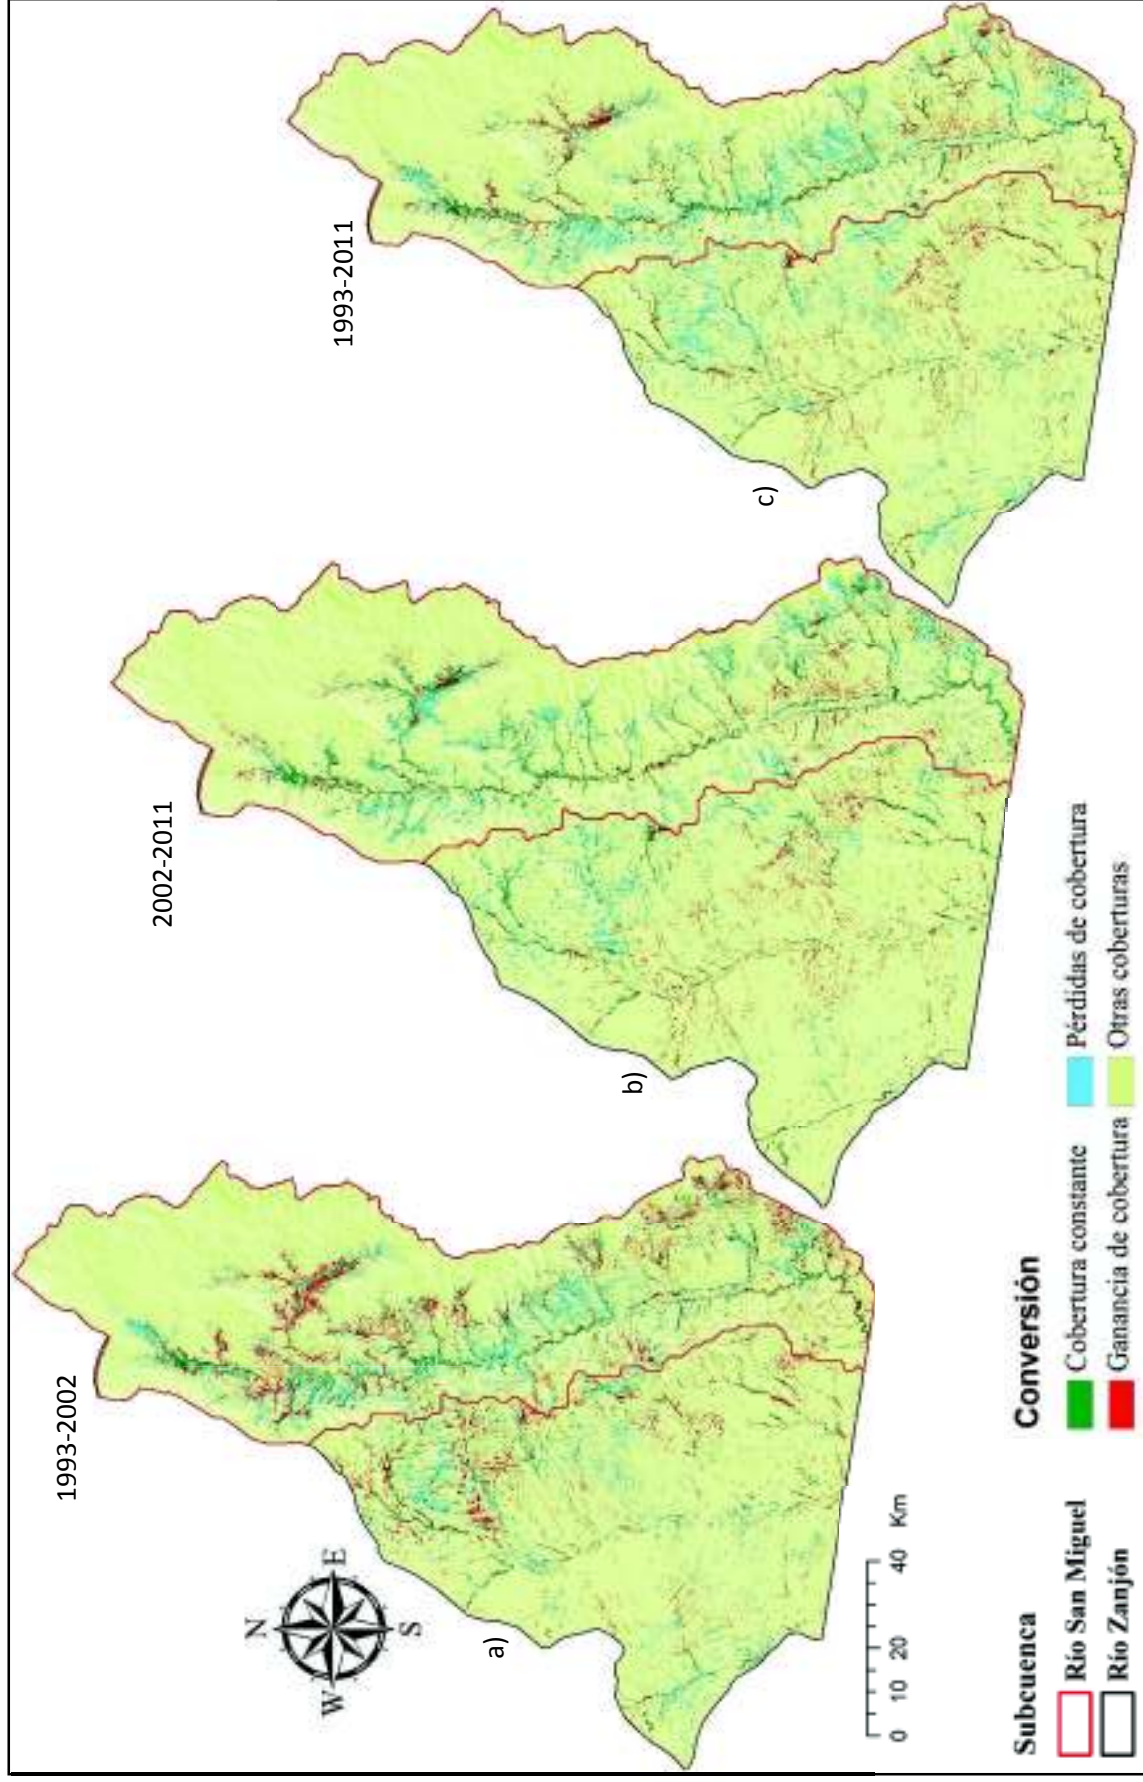 1993-2002
2002-2011
1993-2011
a)
b)
c)
N
W
E
S
0 10 20 40 Km
Subcuenca
Río San Miguel
Río Zanjón
Conversión
Cobertura constante
Ganancia de cobertura
Pérdidas de cobertura
Otras coberturas